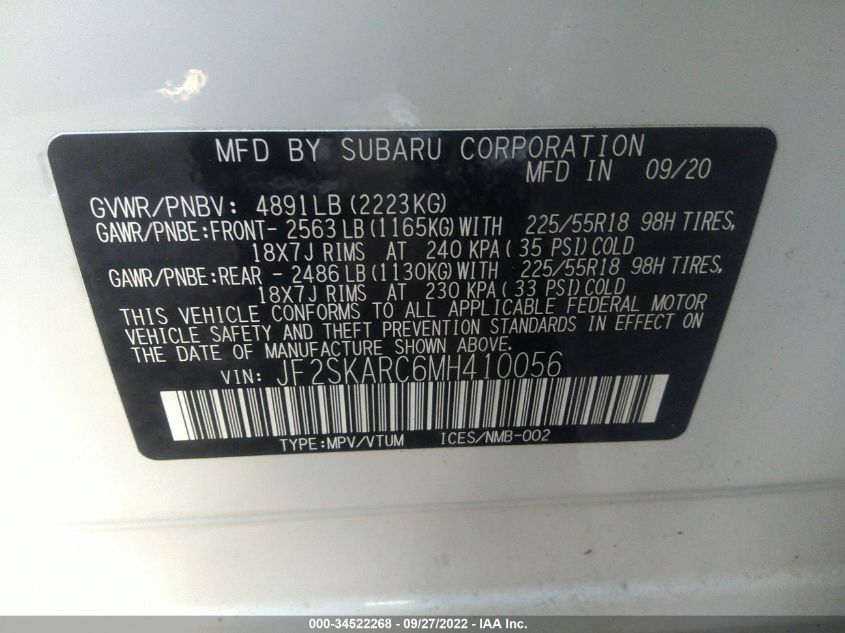 MFD BY SUBARU CORPORATION
MFD IN 09/20
GVWR/PNBV: 4891LB(2223KG)
GAWR/PNBE:FRONT- 2563LB(1165KG)WITH 225/55R18 98H TIRES,
18X7J RIMS AT 240 KPA(35 PSI)COLD
GAWR/PNBE:REAR - 2486LB(1130KG)WITH 225/55R18 98H TIRES,
18X7J RIMS AT 230 KPA(33 PSI)COLD
THIS VEHICLE CONFORMS TO ALL APPLICABLE FEDERAL MOTOR
VEHICLE SAFETY AND THEFT PREVENTION STANDARDS IN EFFECT ON
THE DATE OF MANUFACTURE SHOWN ABOVE.
VIN: JF2SKARC6MH410056
TYPE:MPV/VTUM ICES/NMB-002
000-34522268 - 09/27/2022 - IAA Inc.